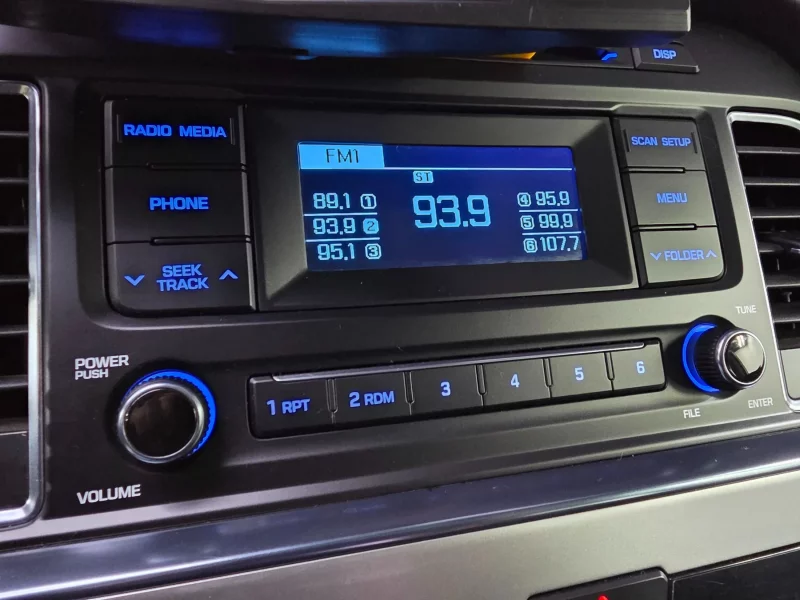 DISP
RADIO MEDIA
PHONE
SEEK
TRACK
FM1
ST
89.1 1
93.9 2
95.1 3
93.9
4 95.9
5 99.9
6 107.7
SCAN SETUP
MENU
FOLDER
POWER
PUSH
VOLUME
1 RPT
2 RDM
3
4
5
6
TUNE
FILE
ENTER